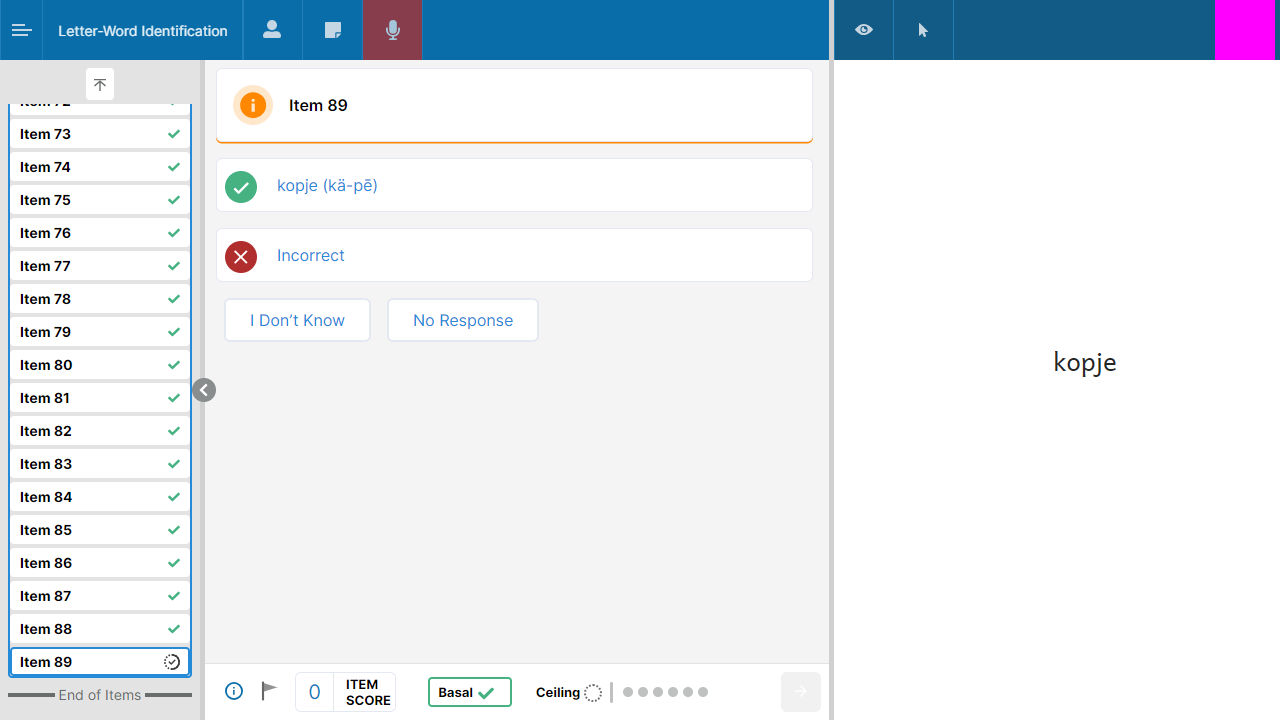 Letter-Word Identification
Item 72
Item 73
Item 74
Item 75
Item 76
Item 77
Item 78
Item 79
Item 80
Item 81
Item 82
Item 83
Item 84
Item 85
Item 86
Item 87
Item 88
Item 89
End of Items
Item 89
kopje (kä-pē)
Incorrect
I Don’t Know
No Response
0
ITEM
SCORE
Basal
Ceiling
kopje